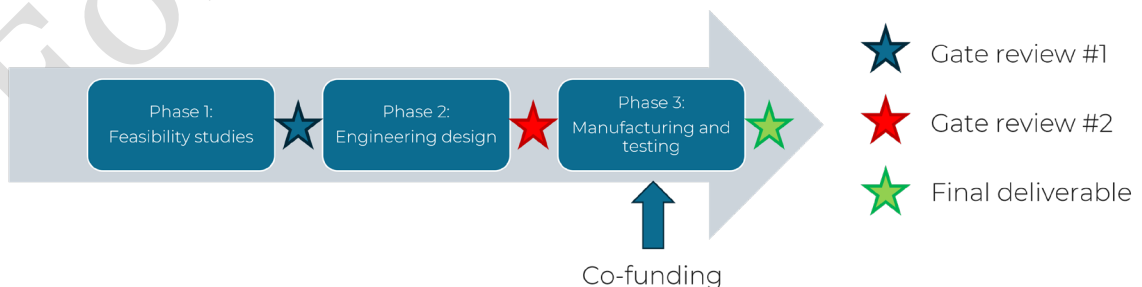 Phase 1:
Feasibility studies
Phase 2:
Engineering design
Phase 3:
Manufacturing and
testing
Co-funding
Gate review #1
Gate review #2
Final deliverable